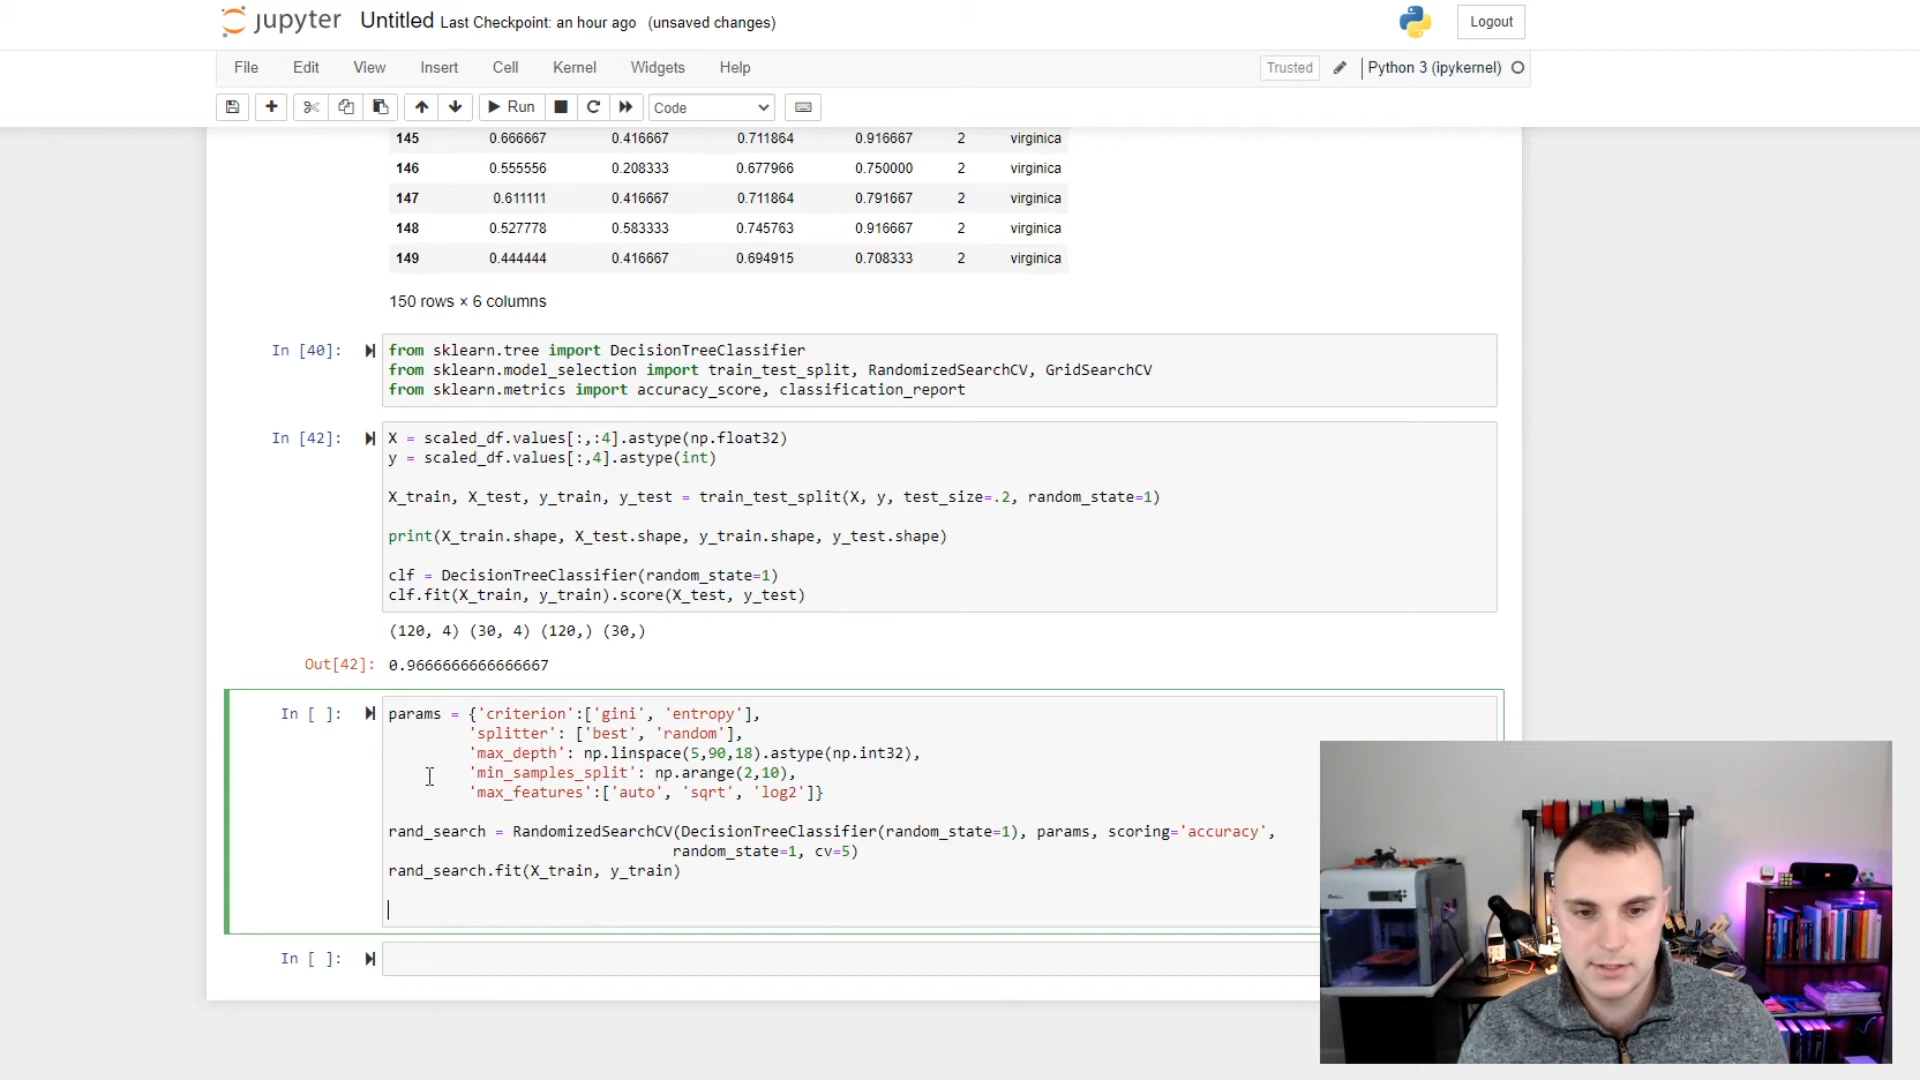 jupyter Untitled Last Checkpoint: an hour ago (unsaved changes) Logout
File Edit View Insert Cell Kernel Widgets Help Trusted Python 3 (ipykernel)
Run Code
145 0.666667 0.416667 0.711864 0.916667 2 virginica
146 0.555556 0.208333 0.677966 0.750000 2 virginica
147 0.611111 0.416667 0.711864 0.791667 2 virginica
148 0.527778 0.583333 0.745763 0.916667 2 virginica
149 0.444444 0.416667 0.694915 0.708333 2 virginica
150 rows × 6 columns
In [40]: from sklearn.tree import DecisionTreeClassifier
from sklearn.model_selection import train_test_split, RandomizedSearchCV, GridSearchCV
from sklearn.metrics import accuracy_score, classification_report
In [42]: X = scaled_df.values[:,:4].astype(np.float32)
y = scaled_df.values[:,4].astype(int)
X_train, X_test, y_train, y_test = train_test_split(X, y, test_size=.2, random_state=1)
print(X_train.shape, X_test.shape, y_train.shape, y_test.shape)
clf = DecisionTreeClassifier(random_state=1)
clf.fit(X_train, y_train).score(X_test, y_test)
(120, 4) (30, 4) (120,) (30,)
Out[42]: 0.9666666666666667
In [ ]: params = {'criterion':['gini', 'entropy'],
'splitter': ['best', 'random'],
'max_depth': np.linspace(5,90,18).astype(np.int32),
'min_samples_split': np.arange(2,10),
'max_features':['auto', 'sqrt', 'log2']}
rand_search = RandomizedSearchCV(DecisionTreeClassifier(random_state=1), params, scoring='accuracy',
random_state=1, cv=5)
rand_search.fit(X_train, y_train)
In [ ]: